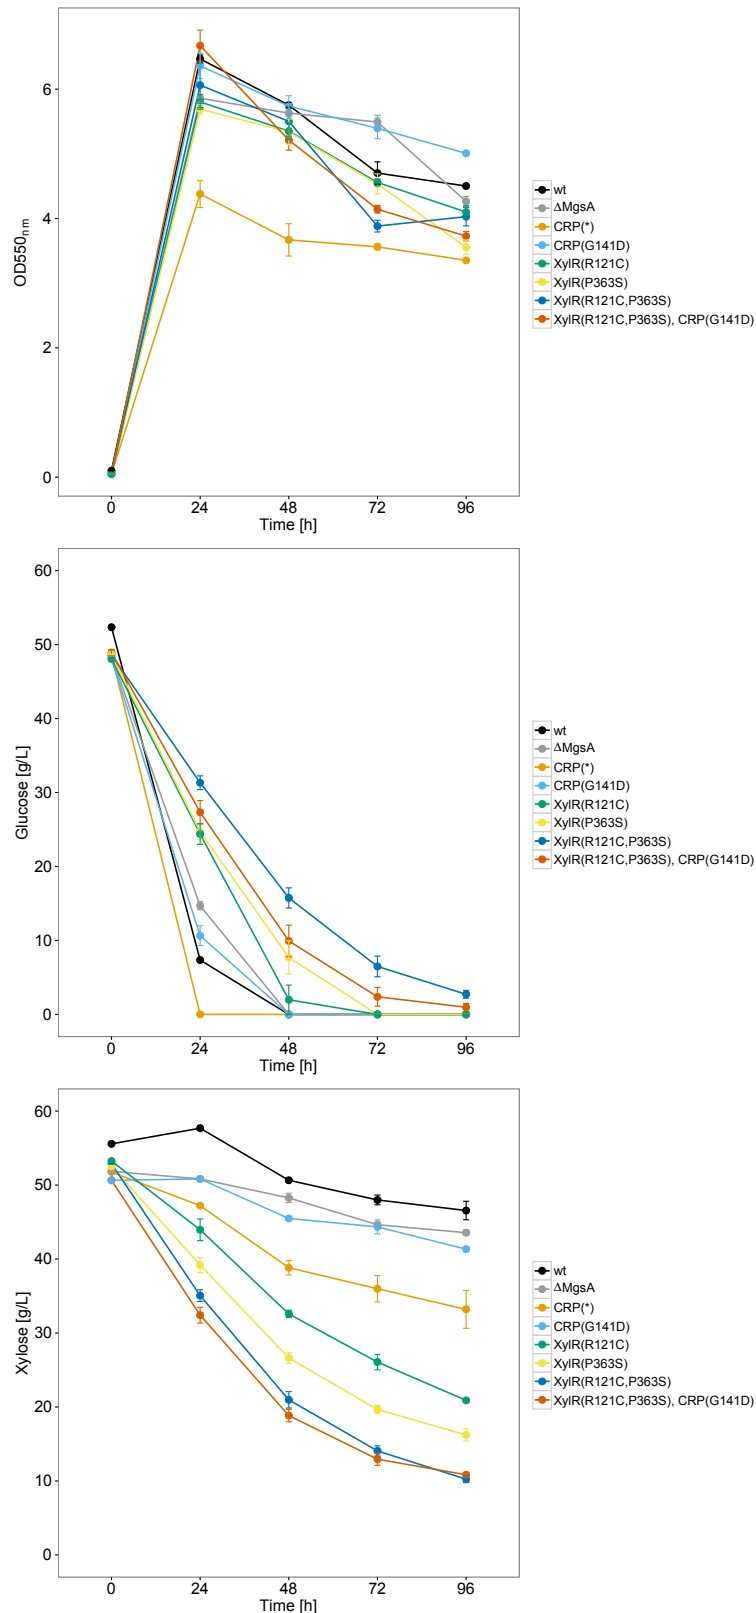 OD550nm
6
4
2
0
0 24 48 72 96
Time [h]
wt
ΔMgsA
CRP(*)
CRP(G141D)
XylR(R121C)
XylR(P363S)
XylR(R121C,P363S)
XylR(R121C,P363S), CRP(G141D)
Glucose [g/L]
60
50
40
30
20
10
0
0 24 48 72 96
Time [h]
wt
ΔMgsA
CRP(*)
CRP(G141D)
XylR(R121C)
XylR(P363S)
XylR(R121C,P363S)
XylR(R121C,P363S), CRP(G141D)
Xylose [g/L]
60
50
40
30
20
10
0
0 24 48 72 96
Time [h]
wt
ΔMgsA
CRP(*)
CRP(G141D)
XylR(R121C)
XylR(P363S)
XylR(R121C,P363S)
XylR(R121C,P363S), CRP(G141D)